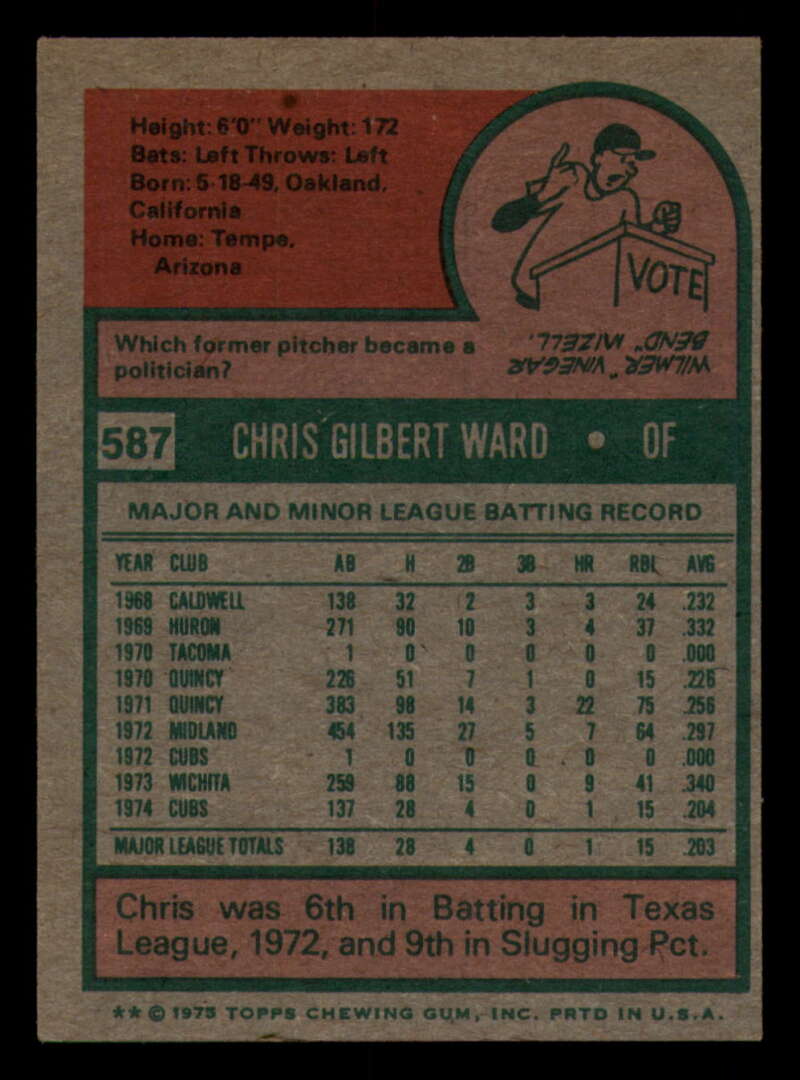 Height: 6'0" Weight: 172
Bats: Left Throws: Left
Born: 5-18-49, Oakland,
California
Home: Tempe,
Arizona
VOTE
Which former pitcher became a
politician?
WILMER "VINEGAR
BEND" MIZELL.
587 CHRIS GILBERT WARD • OF
MAJOR AND MINOR LEAGUE BATTING RECORD
YEAR CLUB AB H 2B 3B HR RBI AVG
1968 CALDWELL 138 32 2 3 3 24 .232
1969 HURON 271 90 10 3 4 37 .332
1970 TACOMA 1 0 0 0 0 0 .000
1970 QUINCY 226 51 7 1 0 15 .226
1971 QUINCY 383 98 14 3 22 75 .256
1972 MIDLAND 454 135 27 5 7 64 .297
1972 CUBS 1 0 0 0 0 0 .000
1973 WICHITA 259 88 15 0 9 41 .340
1974 CUBS 137 28 4 0 1 15 .204
MAJOR LEAGUE TOTALS 138 28 4 0 1 15 .203
Chris was 6th in Batting in Texas
League, 1972, and 9th in Slugging Pct.
** © 1975 TOPPS CHEWING GUM, INC. PRTD IN U.S.A.